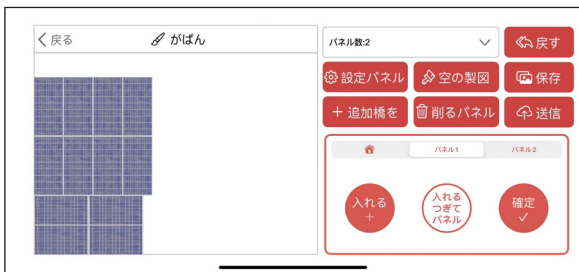 戻る
がばん
パネル数:2
戻す
設定パネル
空の製図
保存
+ 追加橋を
削るパネル
送信
パネル1
パネル2
入れる
+
入れる
つぎて
パネル
確定